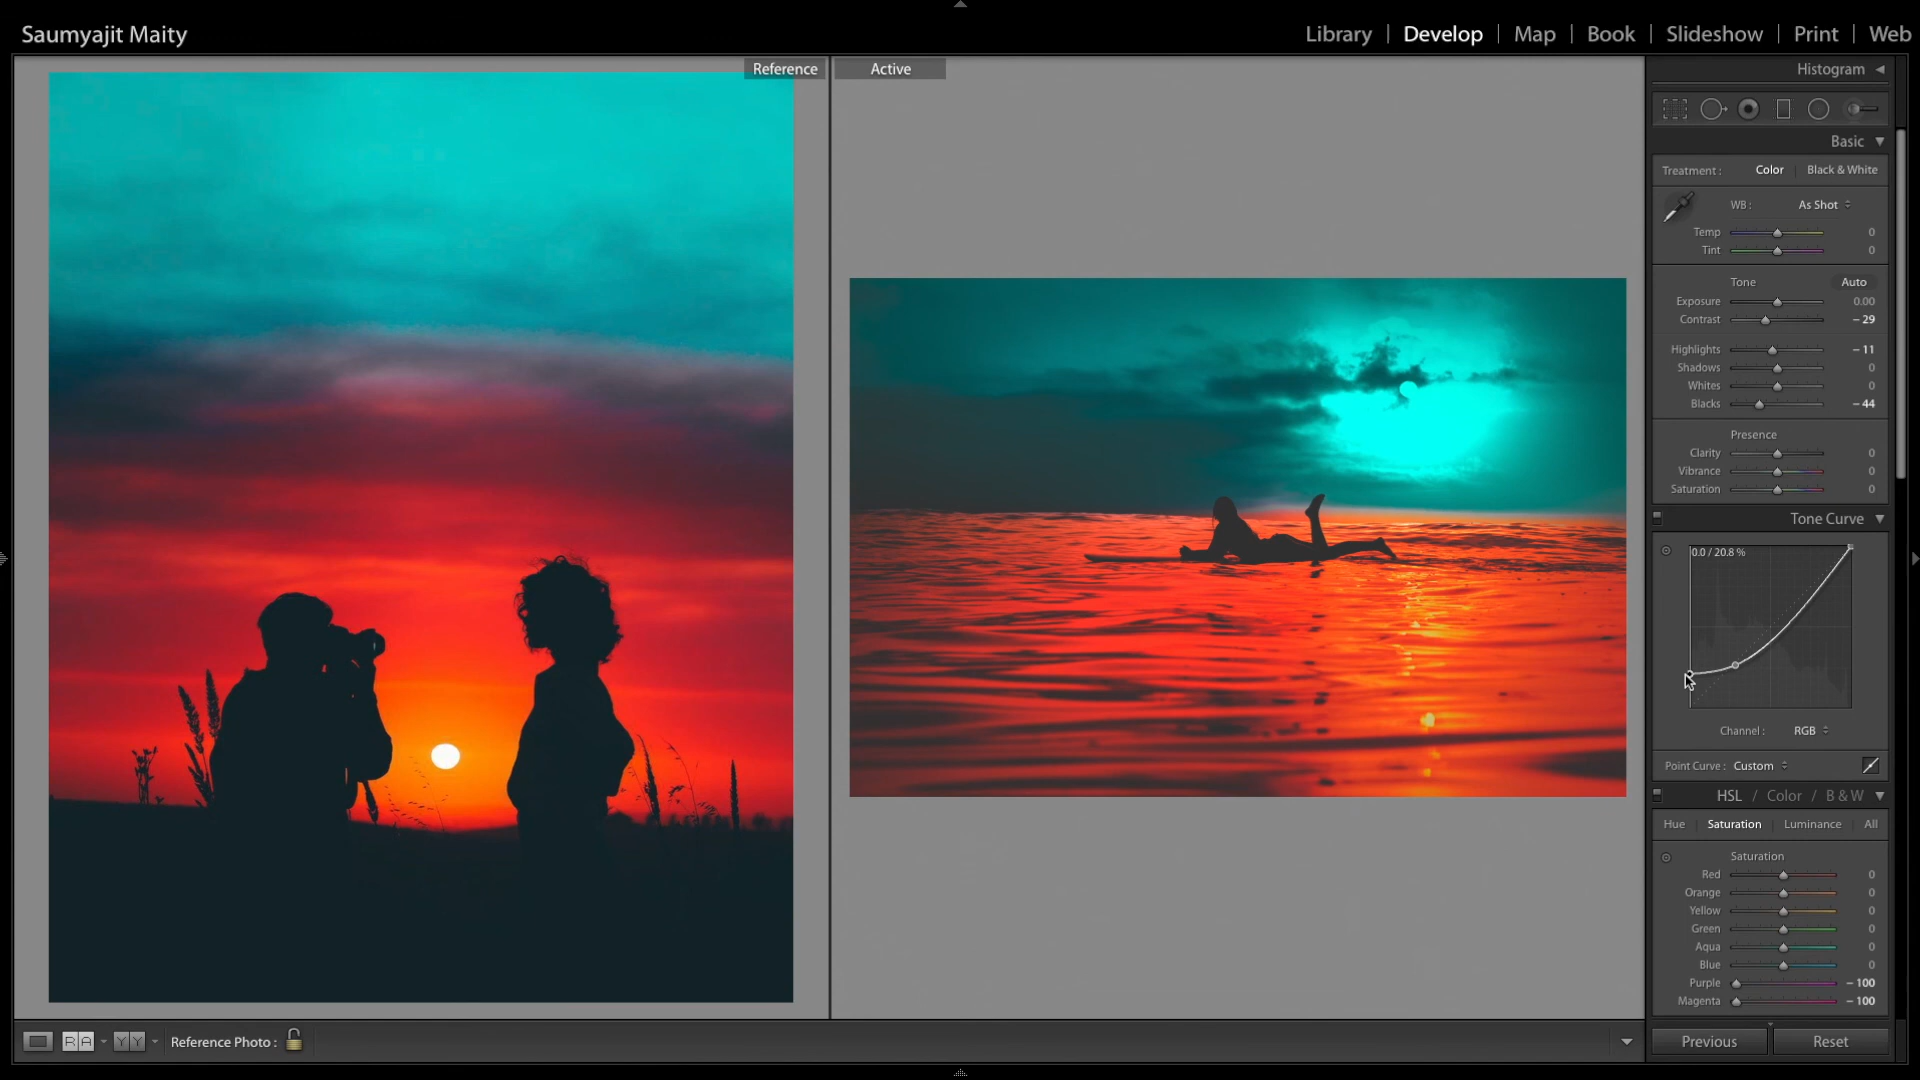 Saumyajit Maity
Library | Develop | Map | Book | Slideshow | Print | Web
Reference
Active
Histogram
Basic
Treatment : Color | Black & White
WB : As Shot
Temp 0
Tint 0
Tone Auto
Exposure 0.00
Contrast – 29
Highlights – 11
Shadows 0
Whites 0
Blacks – 44
Presence
Clarity 0
Vibrance 0
Saturation 0
Tone Curve
0.0 / 20.8 %
Channel : RGB
Point Curve : Custom
HSL / Color / B & W
Hue | Saturation | Luminance | All
Saturation
Red 0
Orange 0
Yellow 0
Green 0
Aqua 0
Blue 0
Purple – 100
Magenta – 100
R A Y Y Reference Photo :
Previous Reset